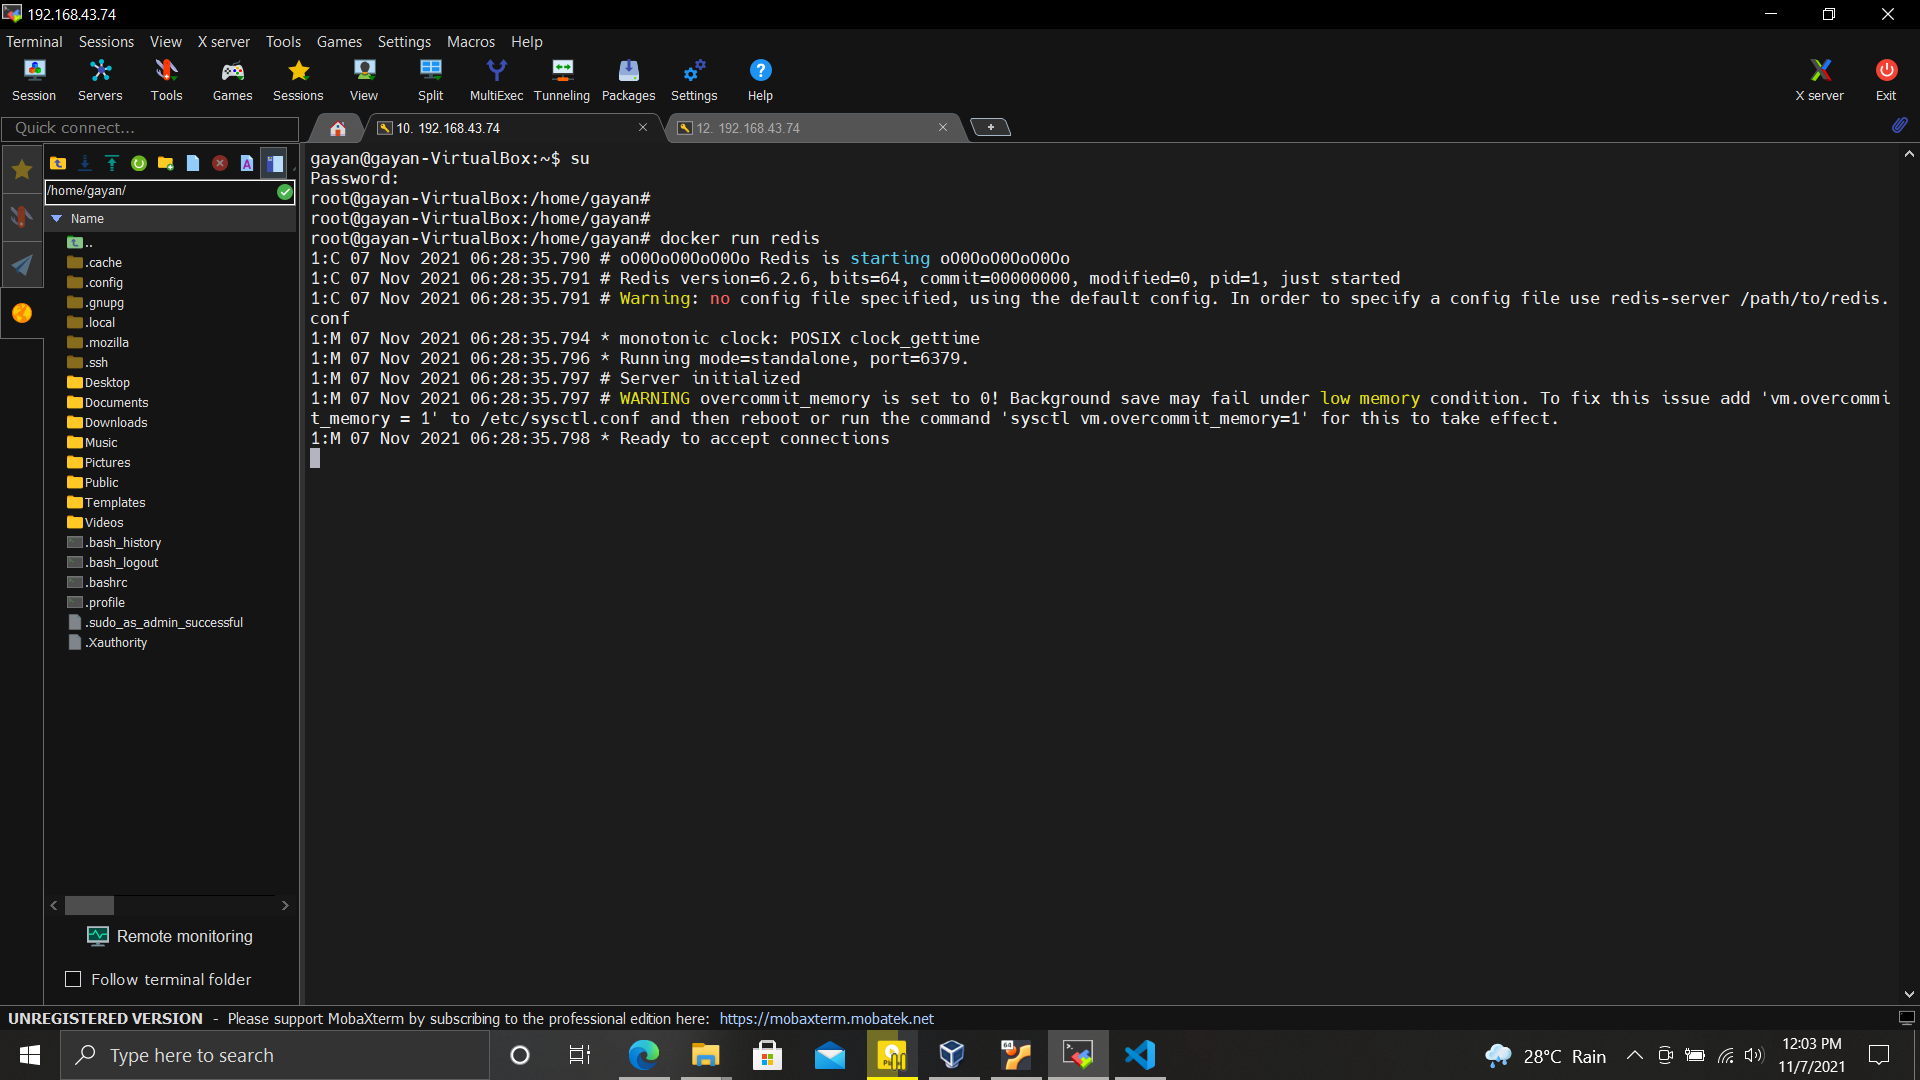 192.168.43.74
Terminal Sessions View X server Tools Games Settings Macros Help
Session Servers Tools Games Sessions View Split MultiExec Tunneling Packages Settings Help X server Exit
Quick connect...
10. 192.168.43.74
12. 192.168.43.74
/home/gayan/
Name
..
.cache
.config
.gnupg
.local
.mozilla
.ssh
Desktop
Documents
Downloads
Music
Pictures
Public
Templates
Videos
.bash_history
.bash_logout
.bashrc
.profile
.sudo_as_admin_successful
.Xauthority
Remote monitoring
Follow terminal folder
gayan@gayan-VirtualBox:~$ su
Password:
root@gayan-VirtualBox:/home/gayan#
root@gayan-VirtualBox:/home/gayan#
root@gayan-VirtualBox:/home/gayan# docker run redis
1:C 07 Nov 2021 06:28:35.790 # oO0OoO0OoO0Oo Redis is starting oO0OoO0OoO0Oo
1:C 07 Nov 2021 06:28:35.791 # Redis version=6.2.6, bits=64, commit=00000000, modified=0, pid=1, just started
1:C 07 Nov 2021 06:28:35.791 # Warning: no config file specified, using the default config. In order to specify a config file use redis-server /path/to/redis.
conf
1:M 07 Nov 2021 06:28:35.794 * monotonic clock: POSIX clock_gettime
1:M 07 Nov 2021 06:28:35.796 * Running mode=standalone, port=6379.
1:M 07 Nov 2021 06:28:35.797 # Server initialized
1:M 07 Nov 2021 06:28:35.797 # WARNING overcommit_memory is set to 0! Background save may fail under low memory condition. To fix this issue add 'vm.overcommi
t_memory = 1' to /etc/sysctl.conf and then reboot or run the command 'sysctl vm.overcommit_memory=1' for this to take effect.
1:M 07 Nov 2021 06:28:35.798 * Ready to accept connections
UNREGISTERED VERSION - Please support MobaXterm by subscribing to the professional edition here: https://mobaxterm.mobatek.net
Type here to search
28°C Rain
12:03 PM
11/7/2021